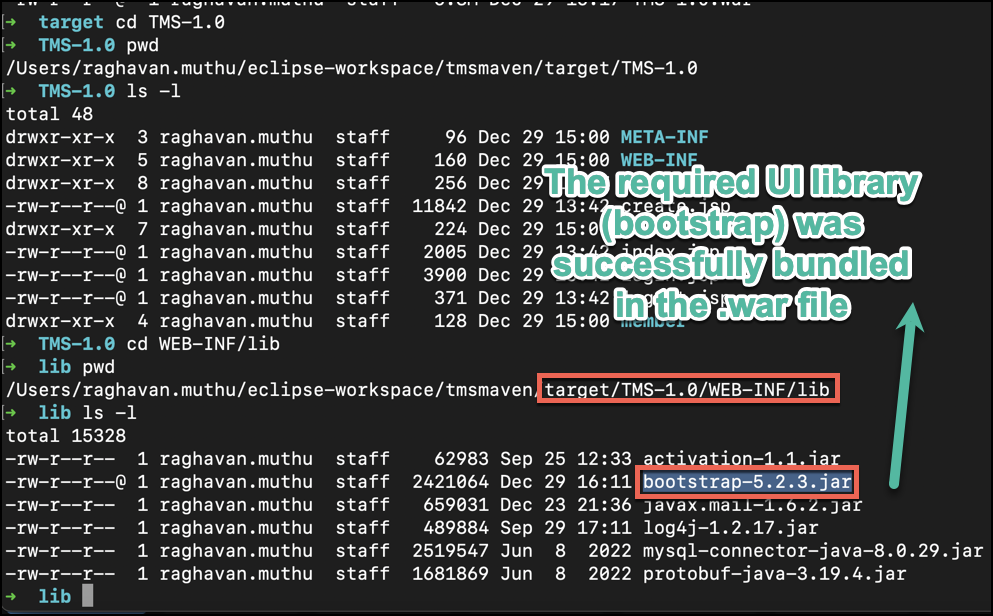 ➜ target cd TMS-1.0
➜ TMS-1.0 pwd
/Users/raghavan.muthu/eclipse-workspace/tmsmaven/target/TMS-1.0
➜ TMS-1.0 ls -l
total 48
drwxr-xr-x 3 raghavan.muthu staff 96 Dec 29 15:00 META-INF
drwxr-xr-x 5 raghavan.muthu staff 160 Dec 29 15:00 WEB-INF
drwxr-xr-x 8 raghavan.muthu staff 256 Dec 29
-rw-r--r--@ 1 raghavan.muthu staff 11842 Dec 29 13:42 create.jsp
drwxr-xr-x 7 raghavan.muthu staff 224 Dec 29 15:00
-rw-r--r--@ 1 raghavan.muthu staff 2005 Dec 29 13:42 index.jsp
-rw-r--r--@ 1 raghavan.muthu staff 3900 Dec 29
-rw-r--r--@ 1 raghavan.muthu staff 371 Dec 29 13:42
drwxr-xr-x 4 raghavan.muthu staff 128 Dec 29 15:00 member
The required UI library
(bootstrap) was
successfully bundled
in the .war file
➜ TMS-1.0 cd WEB-INF/lib
➜ lib pwd
/Users/raghavan.muthu/eclipse-workspace/tmsmaven/target/TMS-1.0/WEB-INF/lib
➜ lib ls -l
total 15328
-rw-r--r-- 1 raghavan.muthu staff 62983 Sep 25 12:33 activation-1.1.jar
-rw-r--r--@ 1 raghavan.muthu staff 2421064 Dec 29 16:11 bootstrap-5.2.3.jar
-rw-r--r-- 1 raghavan.muthu staff 659031 Dec 23 21:36 javax.mail-1.6.2.jar
-rw-r--r-- 1 raghavan.muthu staff 489884 Sep 29 17:11 log4j-1.2.17.jar
-rw-r--r-- 1 raghavan.muthu staff 2519547 Jun 8 2022 mysql-connector-java-8.0.29.jar
-rw-r--r-- 1 raghavan.muthu staff 1681869 Jun 8 2022 protobuf-java-3.19.4.jar
➜ lib